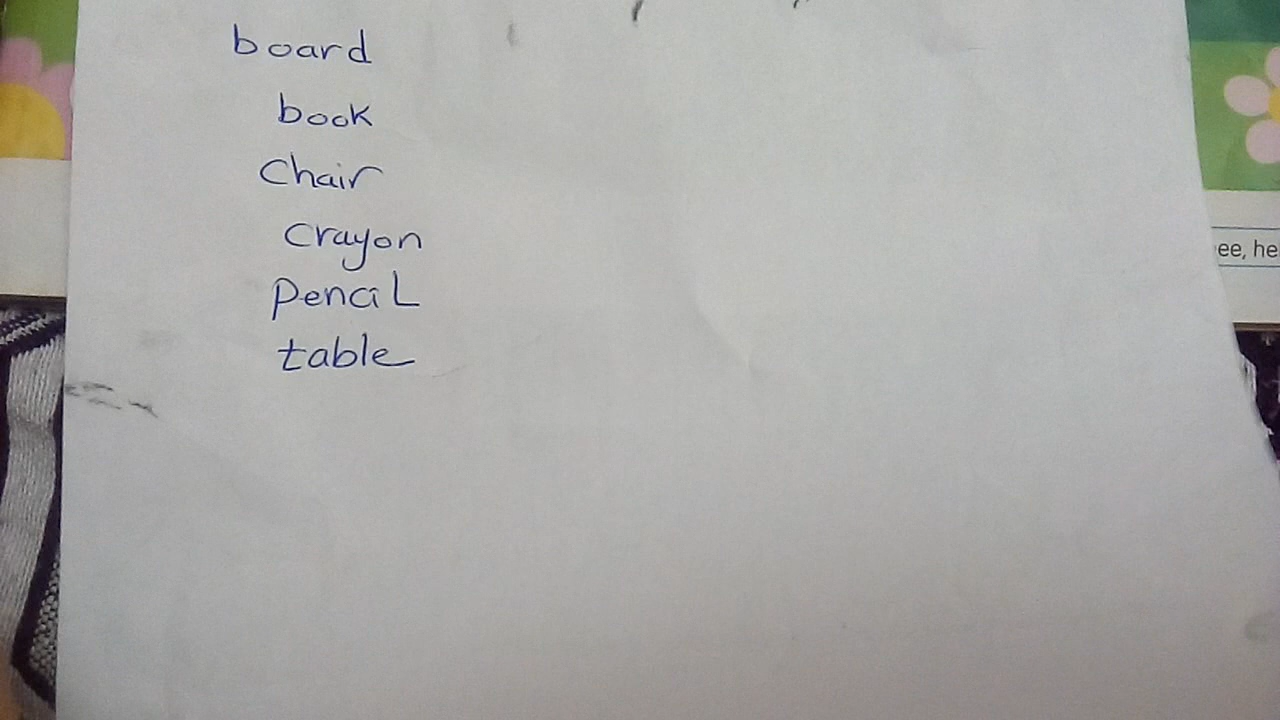 board
book
chair
crayon
pencil
table
ee, he